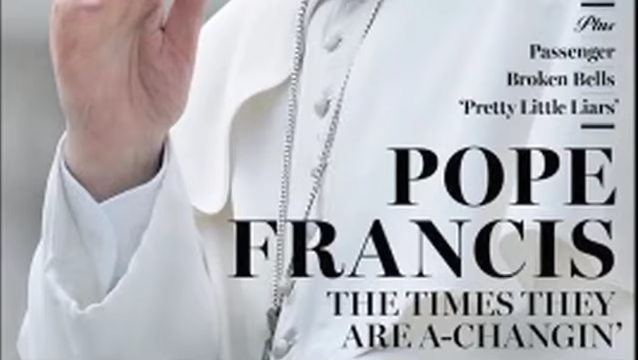 Plus
Passenger
Broken Bells
'Pretty Little Liars'
POPE
FRANCIS
THE TIMES THEY
ARE A-CHANGIN'